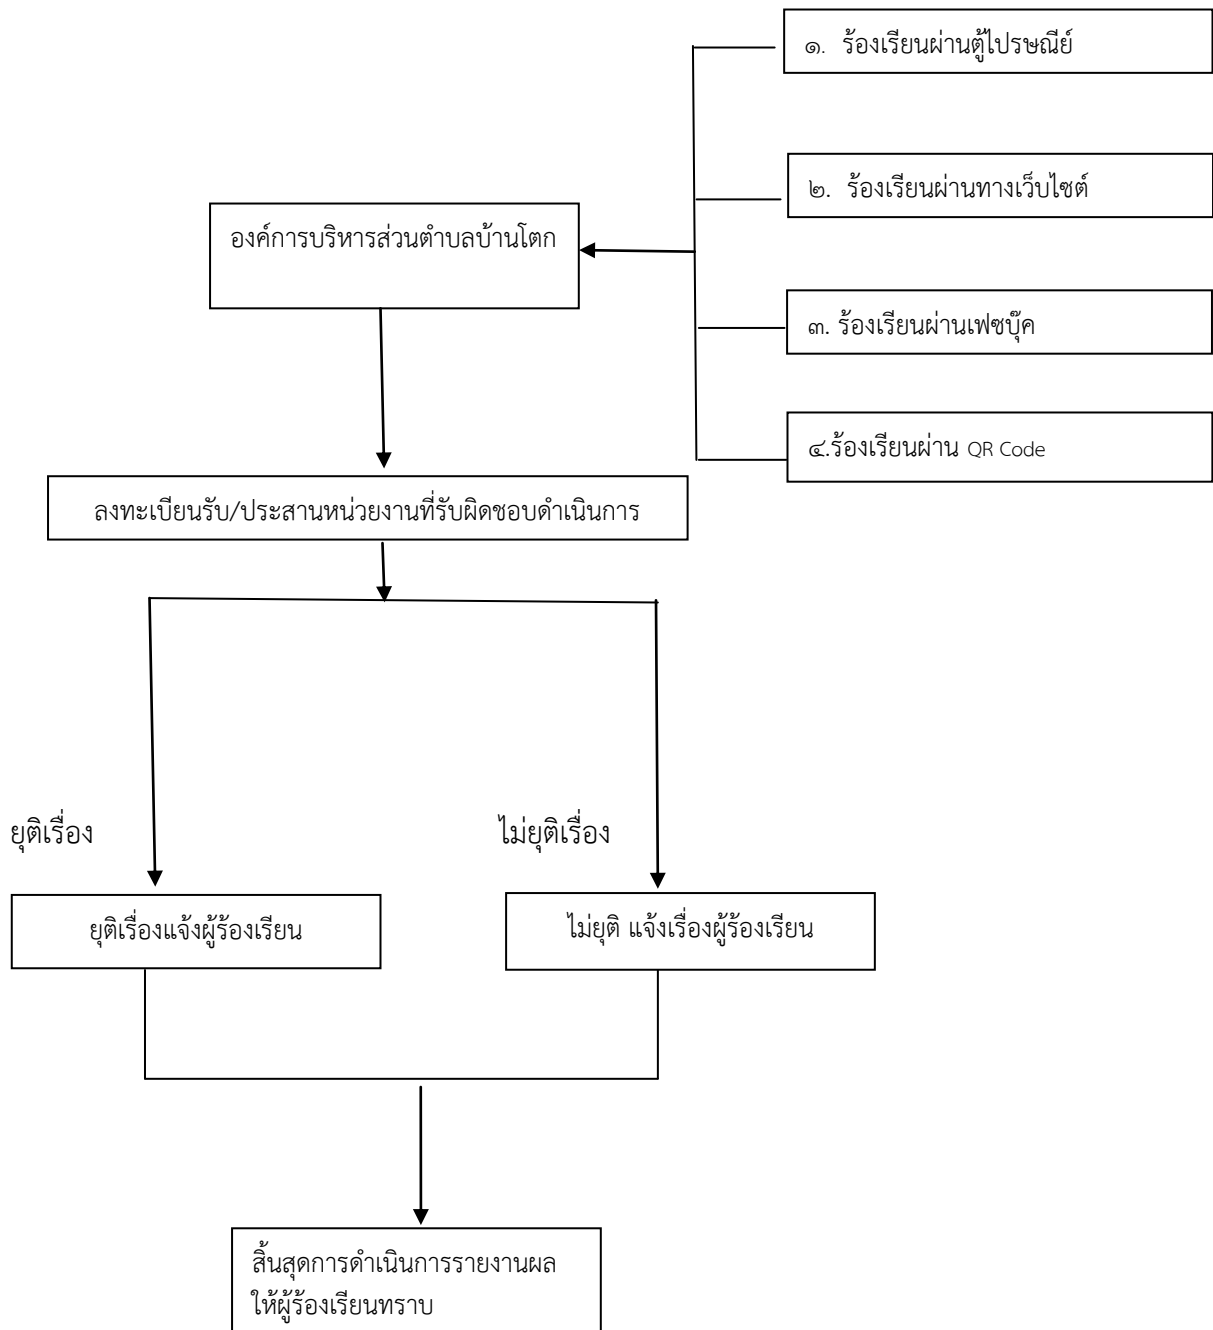 ๑. ร้องเรียนผ่านตู้ไปรษณีย์
๒. ร้องเรียนผ่านทางเว็บไซต์
องค์การบริหารส่วนตำบลบ้านโตก
๓. ร้องเรียนผ่านเฟซบุ๊ค
๔.ร้องเรียนผ่าน QR Code
ลงทะเบียนรับ/ประสานหน่วยงานที่รับผิดชอบดำเนินการ
ยุติเรื่อง
ไม่ยุติเรื่อง
ยุติเรื่องแจ้งผู้ร้องเรียน
ไม่ยุติ แจ้งเรื่องผู้ร้องเรียน
สิ้นสุดการดำเนินการรายงานผล
ให้ผู้ร้องเรียนทราบ